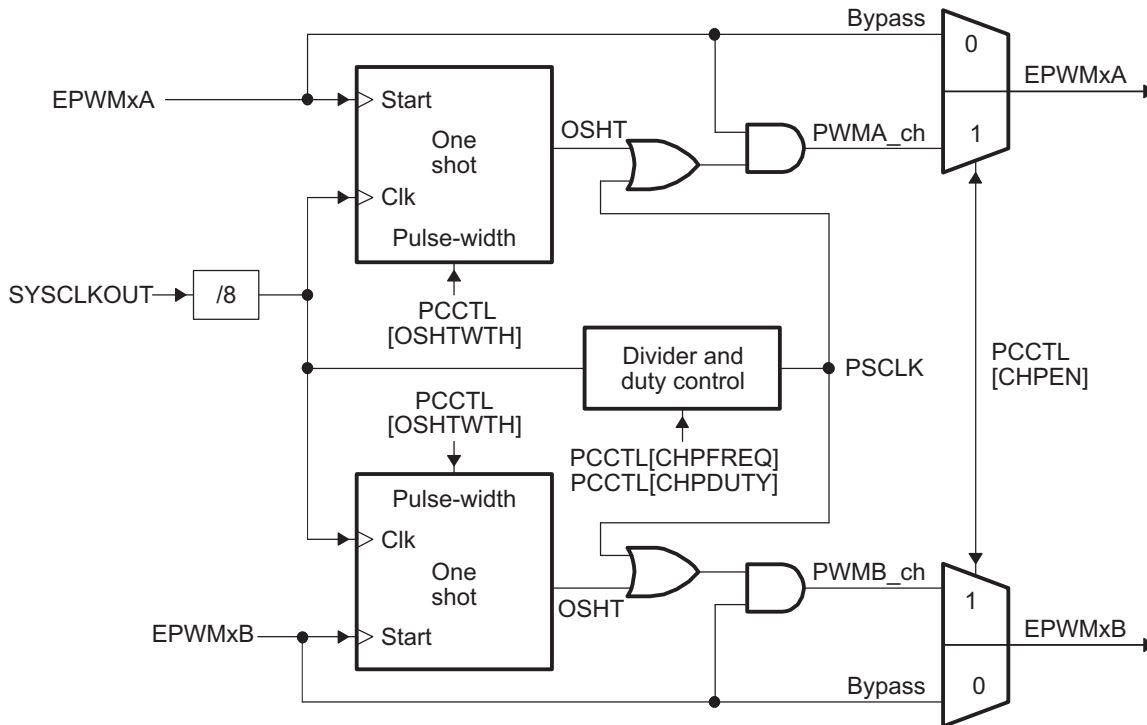 Bypass
0
EPWMxA
EPWMxA
Start
OSHT
PWMA_ch
1
One
shot
Clk
Pulse-width
SYSCLKOUT
/8
PCCTL
[OSHTWTH]
Divider and
duty control
PSCLK
PCCTL
[CHPEN]
PCCTL
[OSHTWTH]
PCCTL[CHPFREQ]
PCCTL[CHPDUTY]
Pulse-width
Clk
One
shot
OSHT
PWMB_ch
1
EPWMxB
Start
EPWMxB
Bypass
0